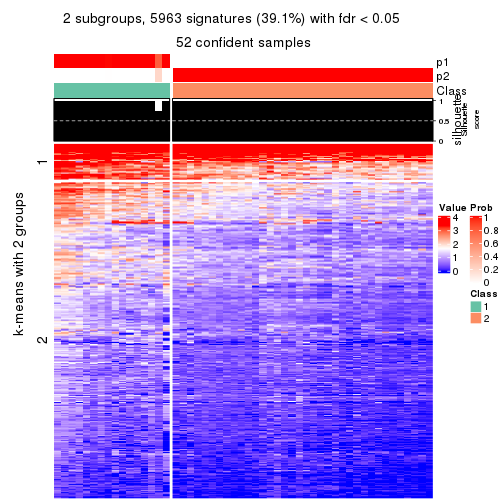 2 subgroups, 5963 signatures (39.1%) with fdr < 0.05
52 confident samples
p1
p2
Class
1
0.5
0
silhouette
Silhouette
score
k-means with 2 groups
1
2
Value
4
3
2
1
0
Prob
1
0.8
0.6
0.4
0.2
0
Class
1
2